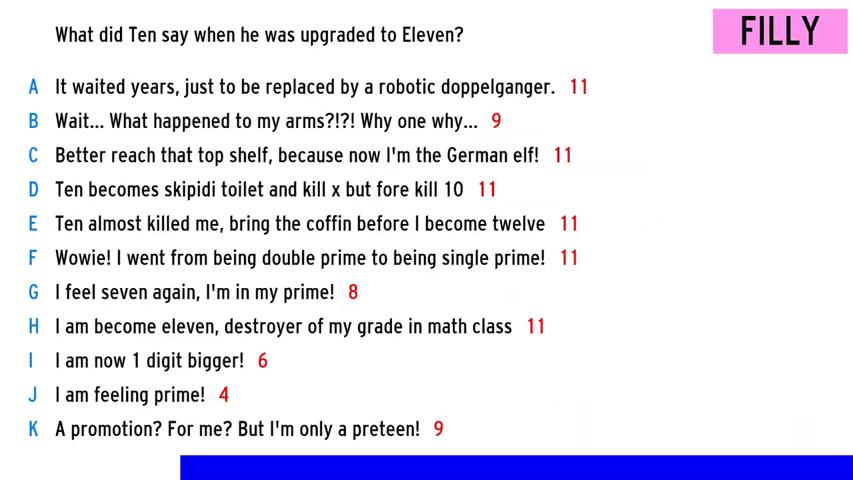 What did Ten say when he was upgraded to Eleven?
FILLY
A It waited years, just to be replaced by a robotic doppelganger. 11
B Wait... What happened to my arms?!?! Why one why... 9
C Better reach that top shelf, because now I'm the German elf! 11
D Ten becomes skipidi toilet and kill x but fore kill 10 11
E Ten almost killed me, bring the coffin before I become twelve 11
F Wowie! I went from being double prime to being single prime! 11
G I feel seven again, I'm in my prime! 8
H I am become eleven, destroyer of my grade in math class 11
I I am now 1 digit bigger! 6
J I am feeling prime! 4
K A promotion? For me? But I'm only a preteen! 9